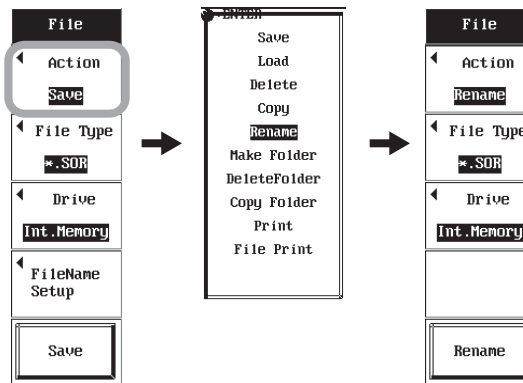 File
Action
Save
File Type
*.SOR
Drive
Int.Memory
FileName
Setup
Save
ENTER
Save
Load
Delete
Copy
Rename
Make Folder
DeleteFolder
Copy Folder
Print
File Print
File
Action
Rename
File Type
*.SOR
Drive
Int.Memory
Rename